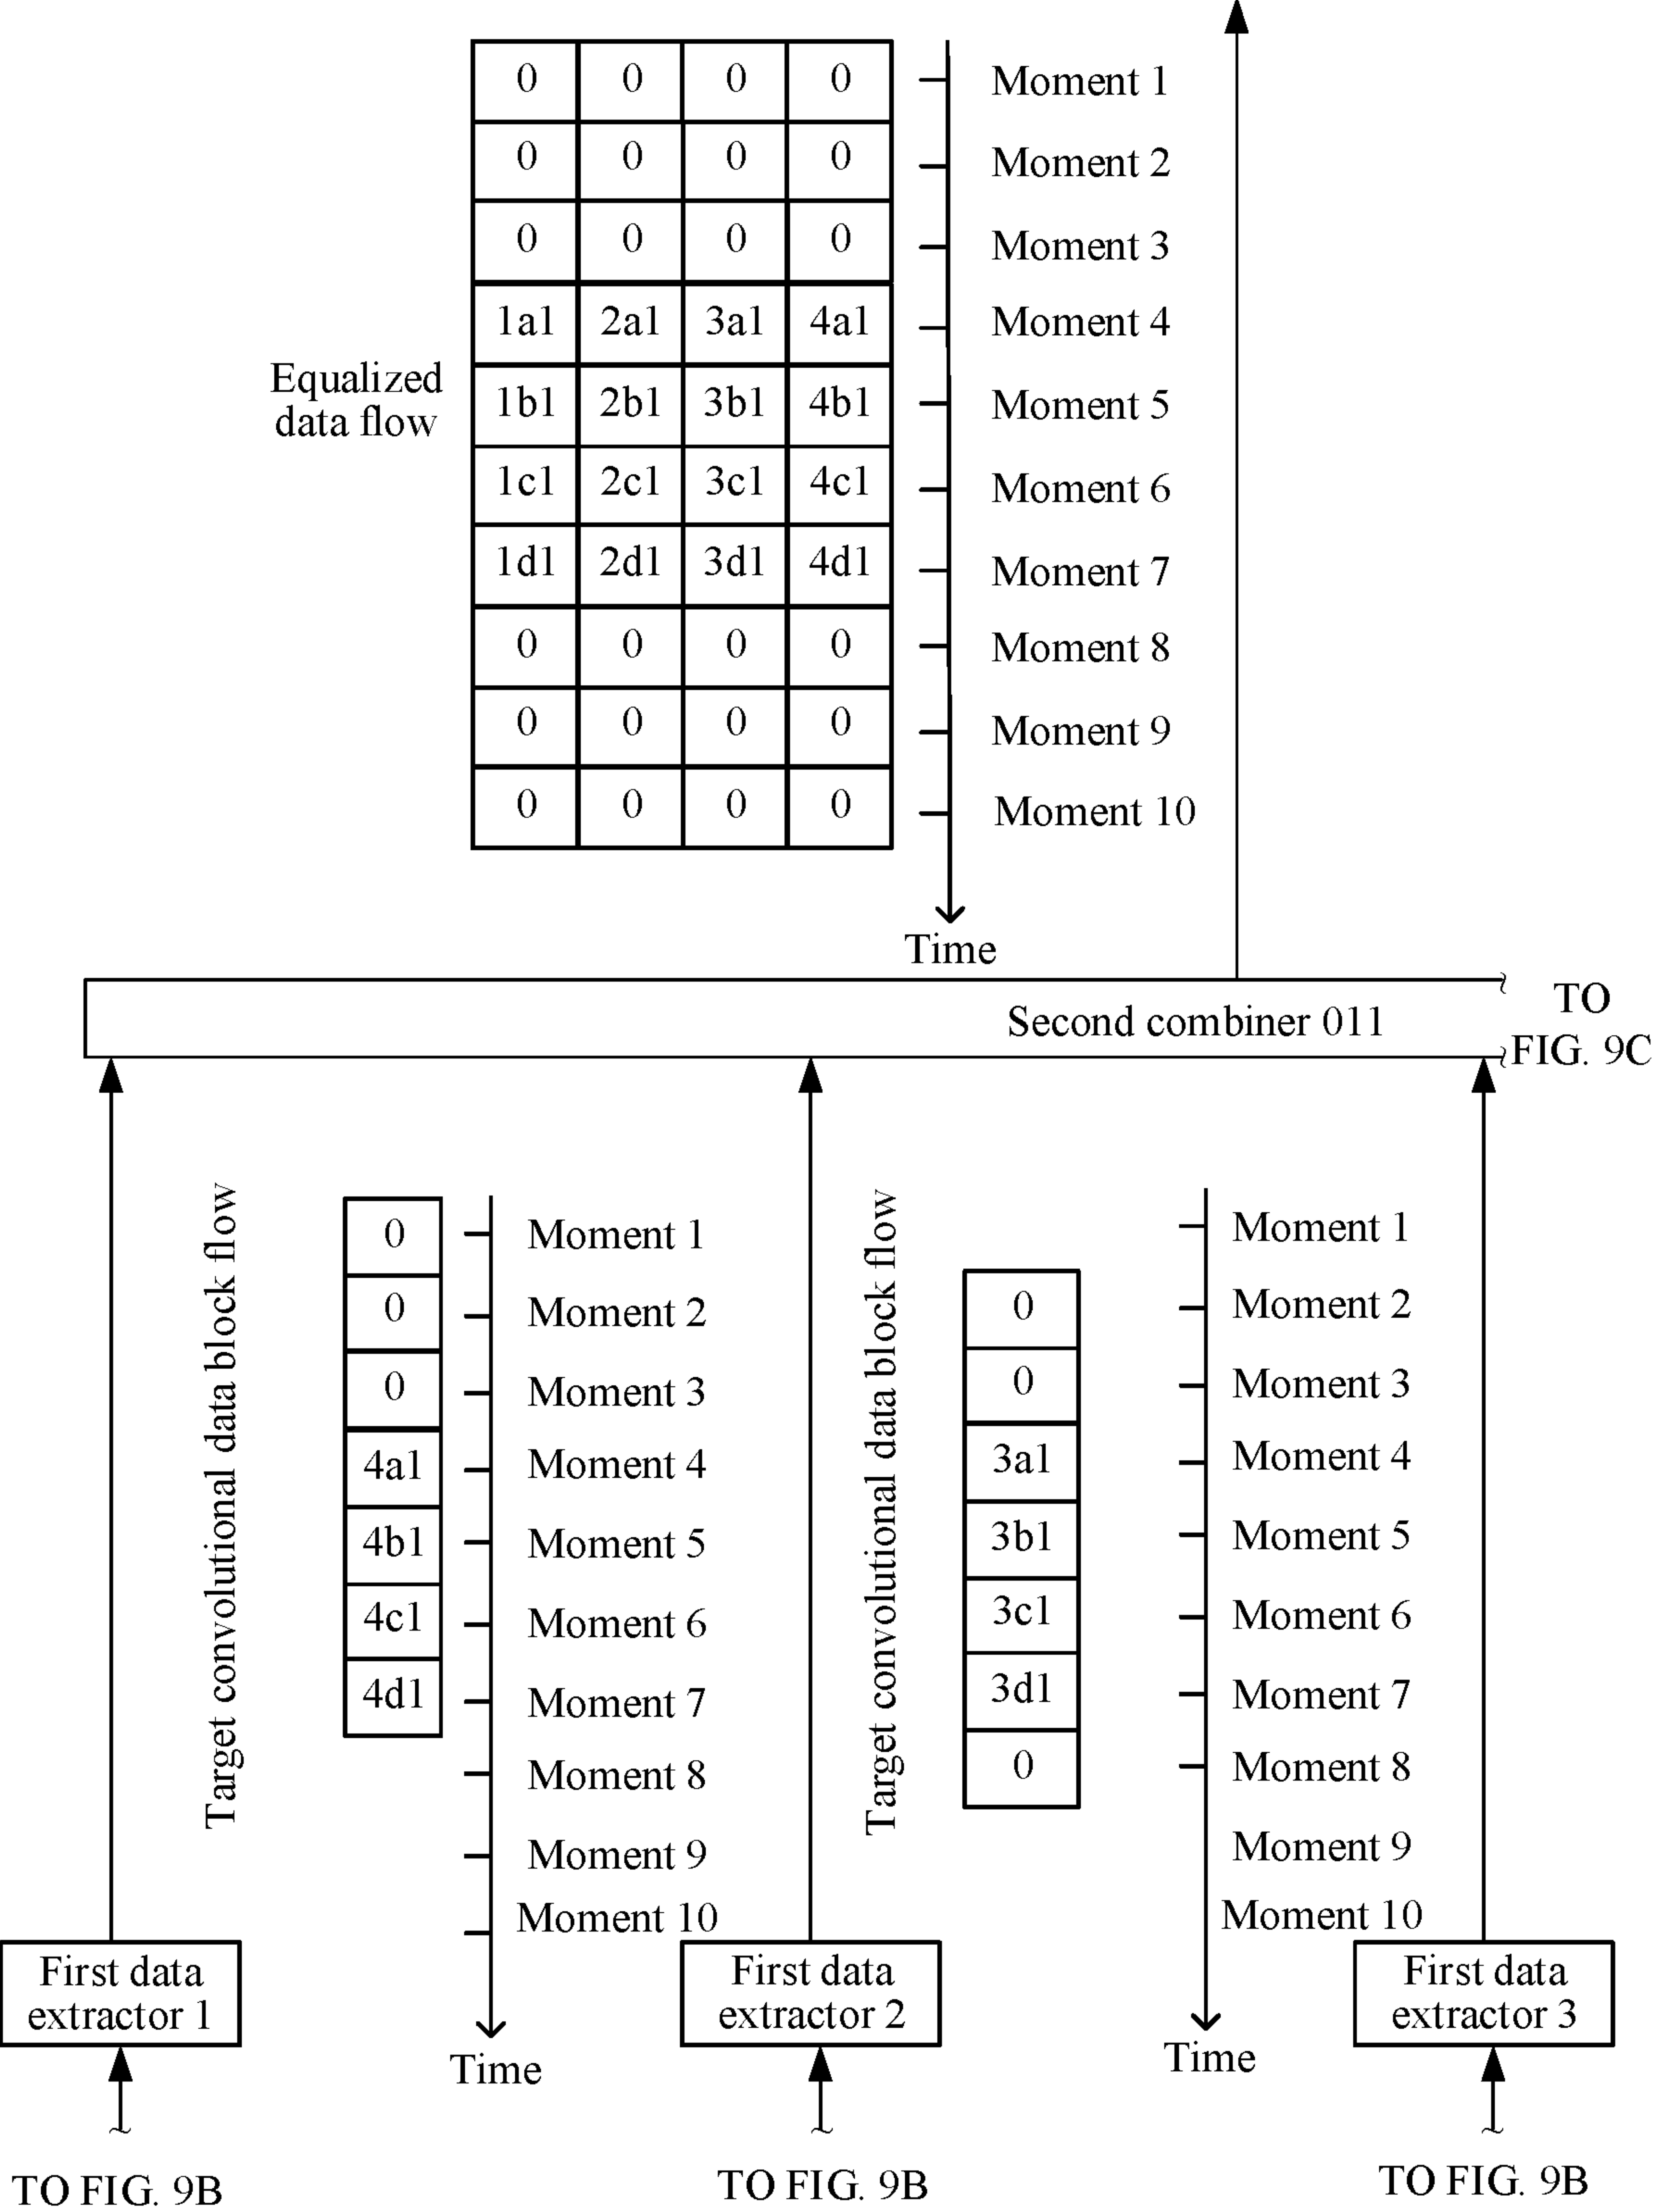 0 0 0 0 Moment 1
0 0 0 0 Moment 2
0 0 0 0 Moment 3
1a1 2a1 3a1 4a1 Moment 4
Equalized
data flow
1b1 2b1 3b1 4b1 Moment 5
1c1 2c1 3c1 4c1 Moment 6
1d1 2d1 3d1 4d1 Moment 7
0 0 0 0 Moment 8
0 0 0 0 Moment 9
0 0 0 0 Moment 10
Time
Second combiner 011
TO
FIG. 9C
Target convolutional data block flow
0 Moment 1
0 Moment 2
0 Moment 3
4a1 Moment 4
4b1 Moment 5
4c1 Moment 6
4d1 Moment 7
Moment 8
Moment 9
Moment 10
Time
Target convolutional data block flow
Moment 1
0 Moment 2
0 Moment 3
3a1 Moment 4
3b1 Moment 5
3c1 Moment 6
3d1 Moment 7
0 Moment 8
Moment 9
Moment 10
Time
First data
extractor 1
First data
extractor 2
First data
extractor 3
TO FIG. 9B
TO FIG. 9B
TO FIG. 9B